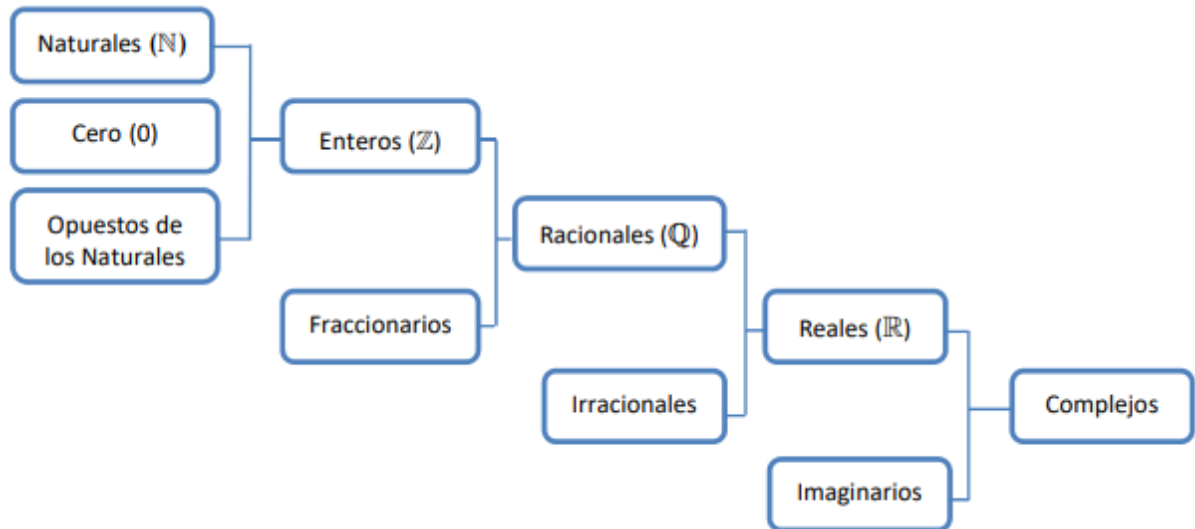 Naturales (ℕ)
Cero (0)
Opuestos de
los Naturales
Enteros (ℤ)
Fraccionarios
Racionales (ℚ)
Irracionales
Reales (ℝ)
Imaginarios
Complejos